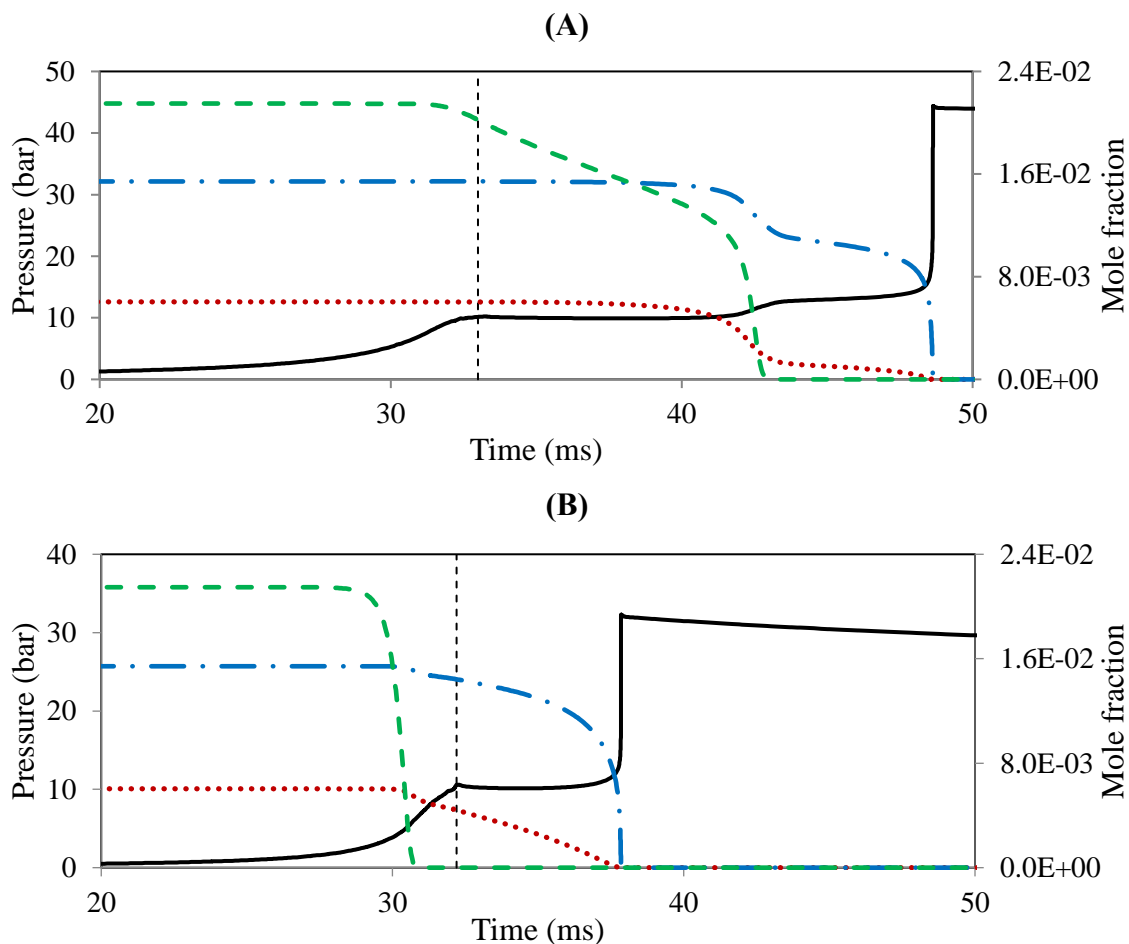 (A)
50
40
30
20
10
0
Pressure (bar)
2.4E-02
1.6E-02
8.0E-03
0.0E+00
Mole fraction
20 30 40 50
Time (ms)
(B)
40
30
20
10
0
Pressure (bar)
2.4E-02
1.6E-02
8.0E-03
0.0E+00
Mole fraction
20 30 40 50
Time (ms)